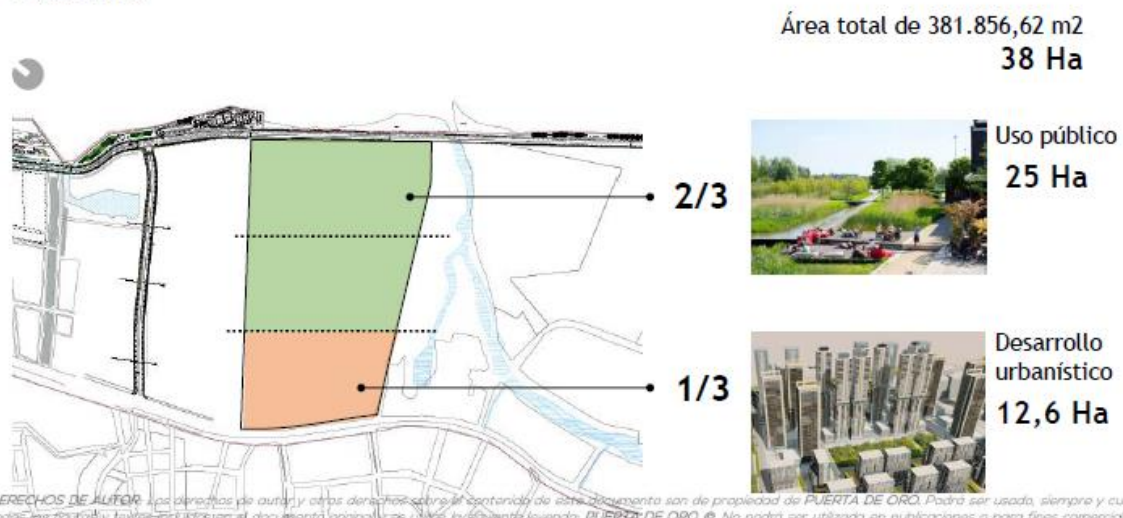 Área total de 381.856,62 m2
38 Ha
Uso público
25 Ha
2/3
Desarrollo
urbanístico
12,6 Ha
1/3
ERECHOS DE AUTOR: Los derechos de autor y otros derechos sobre el contenido de este documento son de propiedad de PUERTA DE ORO. Podrá ser usado, siempre y
PUERTA DE ORO ©. No podrá ser utilizada en publicaciones o para fines